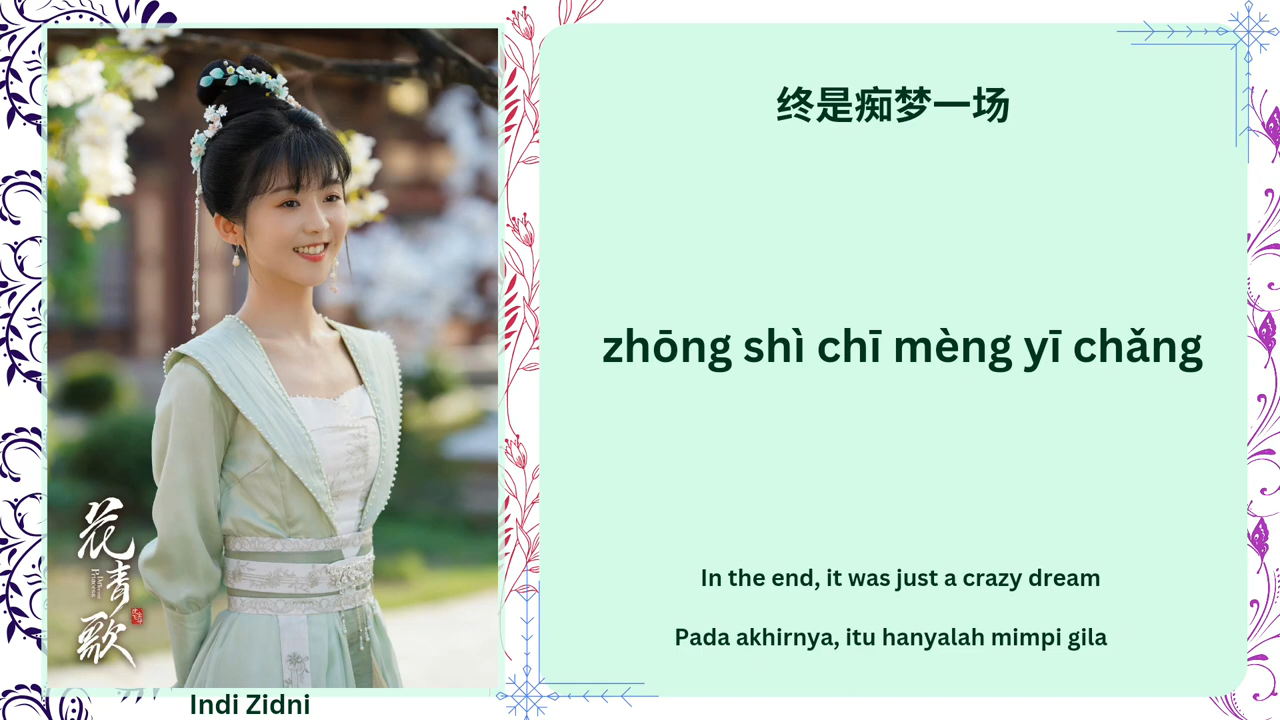 终是痴梦一场
zhōng shì chī mèng yī chǎng
In the end, it was just a crazy dream
Pada akhirnya, itu hanyalah mimpi gila
花青歌
Indi Zidni